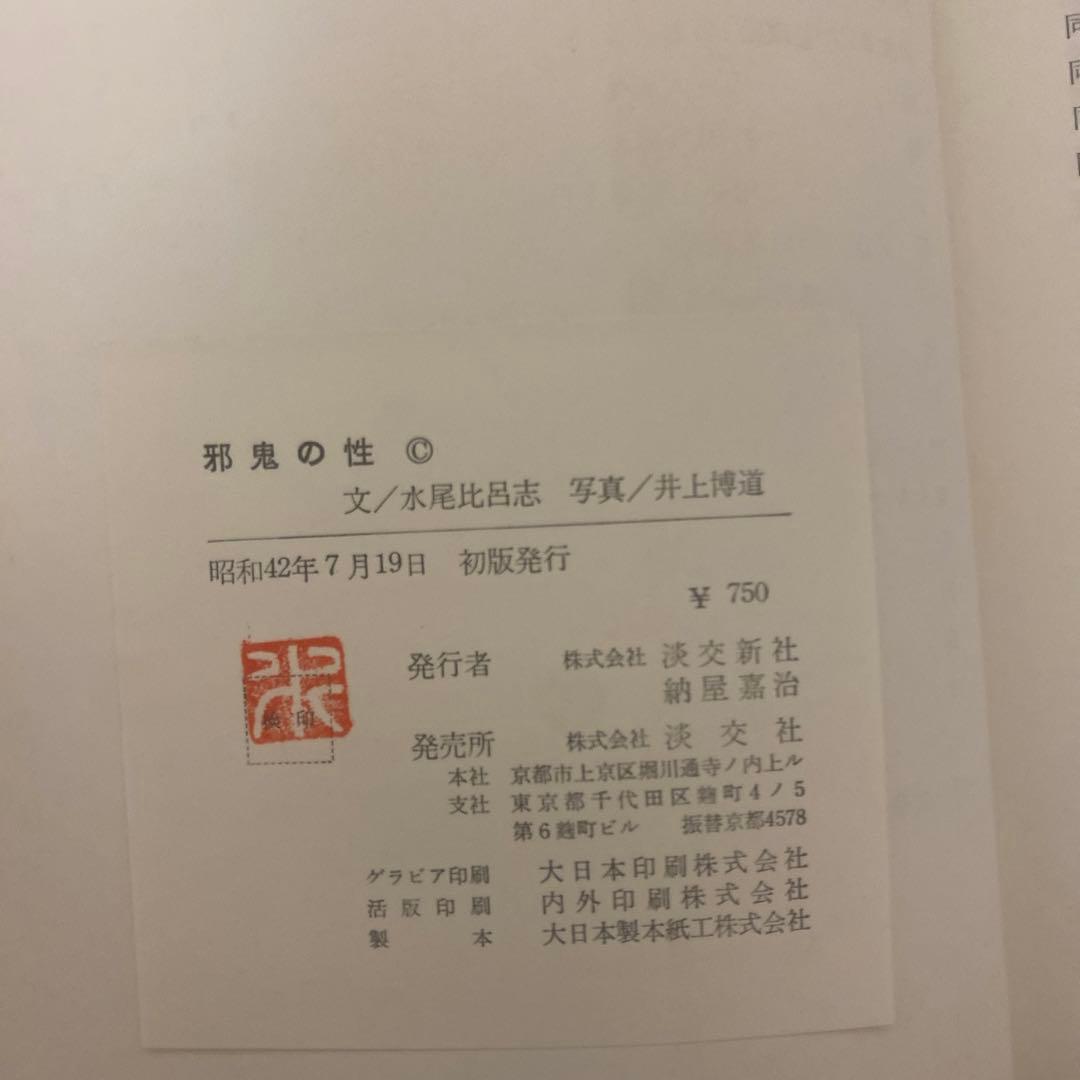 邪鬼の性 ©
文／水尾比呂志 写真／井上博道
昭和42年7月19日 初版発行
¥ 750
検印
発行者 株式会社 淡交新社
納屋嘉治
発売所 株式会社 淡交社
本社 京都市上京区堀川通寺ノ内上ル
支社 東京都千代田区麹町4ノ5
第6麹町ビル 振替京都4578
グラビア印刷 大日本印刷株式会社
活版印刷 内外印刷株式会社
製本 大日本製本紙工株式会社